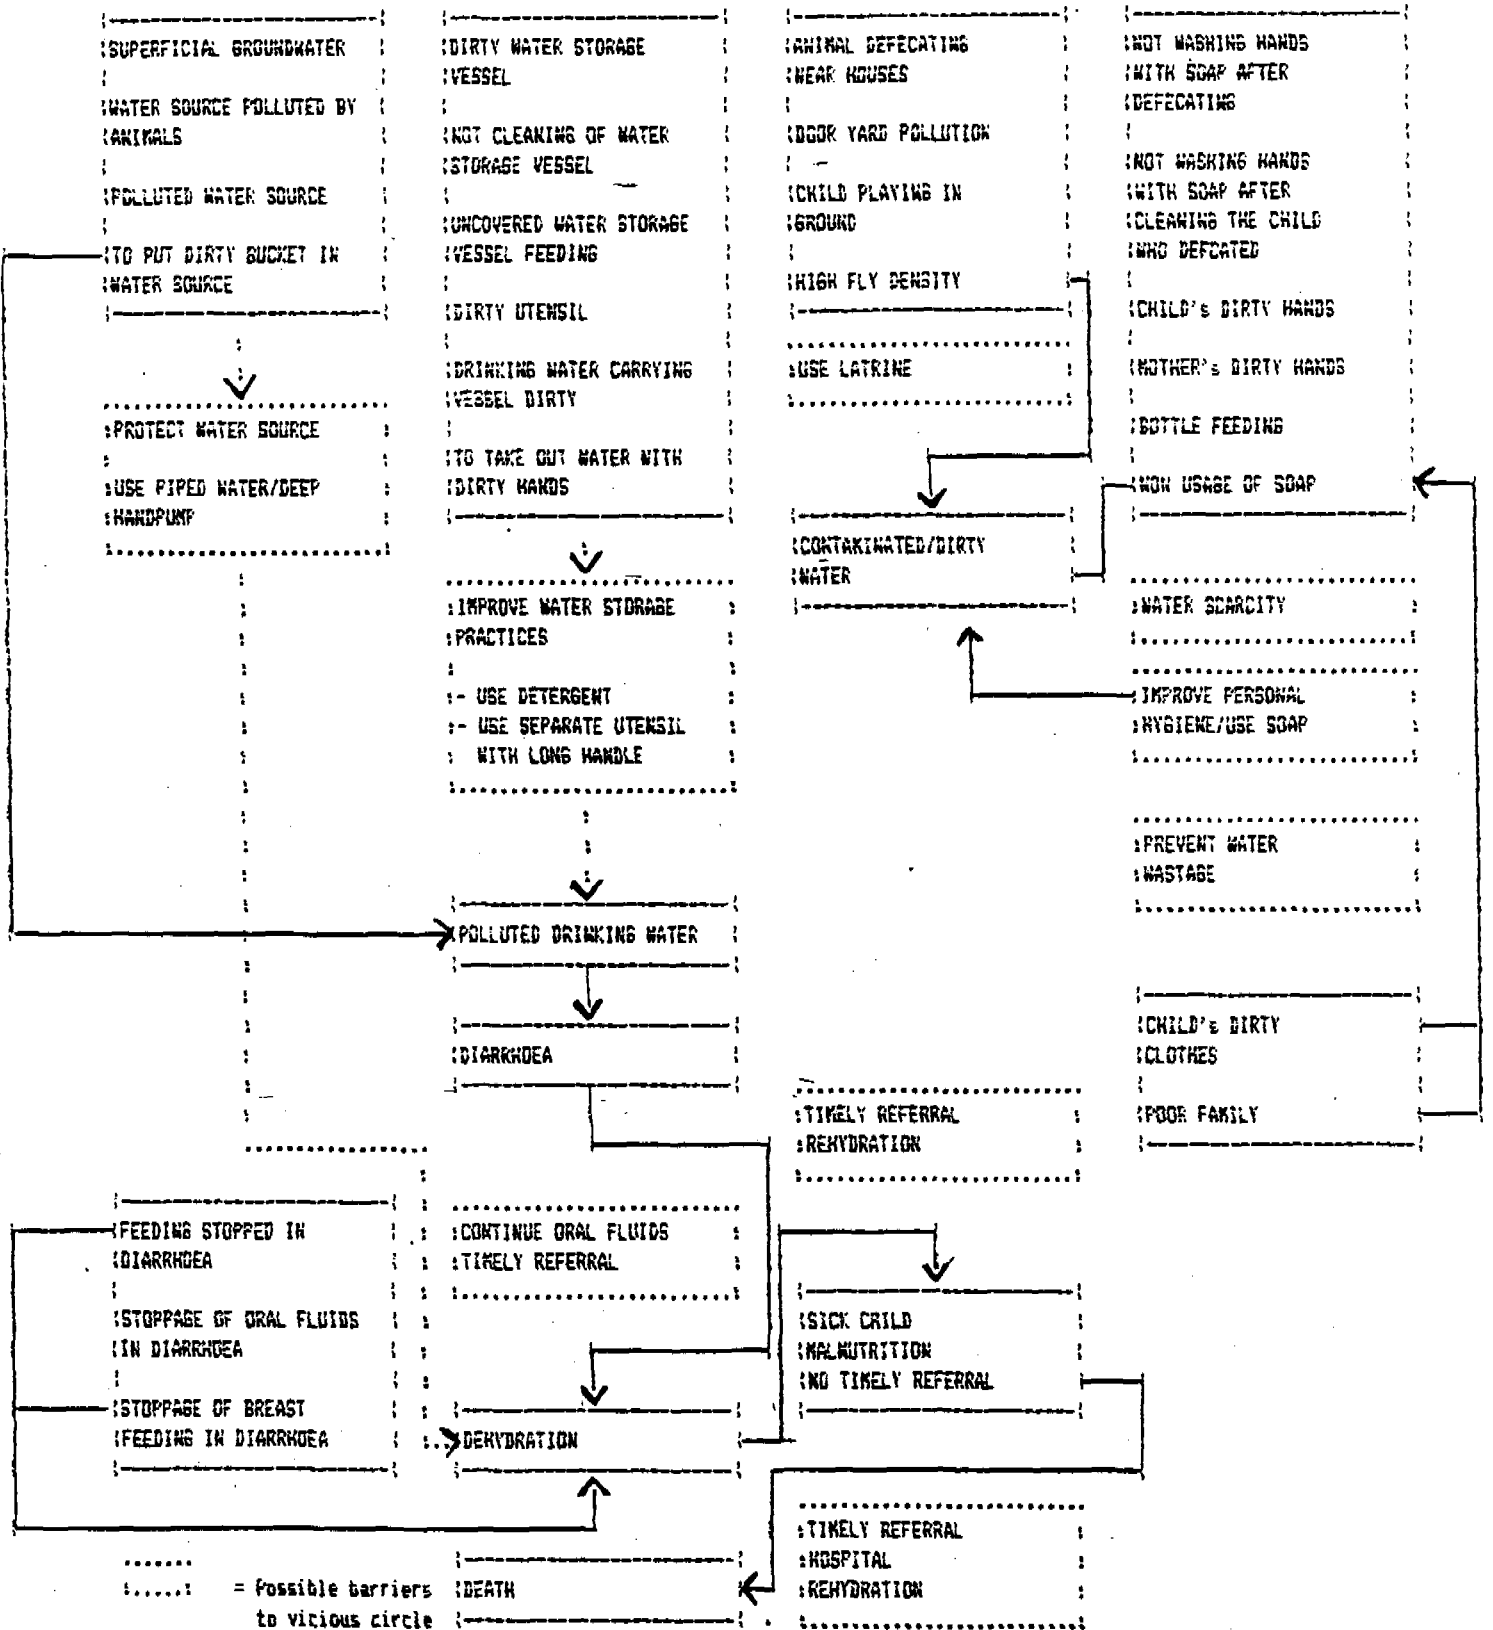 SUPERFICIAL GROUNDWATER
WATER SOURCE POLLUTED BY
ANIMALS
POLLUTED WATER SOURCE
TO PUT DIRTY BUCKET IN
WATER SOURCE
PROTECT WATER SOURCE
USE PIPED WATER/DEEP
HANDPUMP
DIRTY WATER STORAGE
VESSEL
NOT CLEANING OF WATER
STORAGE VESSEL
UNCOVERED WATER STORAGE
VESSEL FEEDING
DIRTY UTENSIL
DRINKING WATER CARRYING
VESSEL DIRTY
TO TAKE OUT WATER WITH
DIRTY HANDS
IMPROVE WATER STORAGE
PRACTICES
- USE DETERGENT
- USE SEPARATE UTENSIL
WITH LONG HANDLE
POLLUTED DRINKING WATER
DIARRHOEA
ANIMAL DEFECATING
NEAR HOUSES
DOOR YARD POLLUTION
CHILD PLAYING IN
GROUND
HIGH FLY DENSITY
USE LATRINE
CONTAMINATED/DIRTY
WATER
NOT WASHING HANDS
WITH SOAP AFTER
DEFECATING
NOT WASHING HANDS
WITH SOAP AFTER
CLEANING THE CHILD
WHO DEFCATED
CHILD's DIRTY HANDS
MOTHER's DIRTY HANDS
BOTTLE FEEDING
NON USAGE OF SOAP
WATER SCARCITY
IMPROVE PERSONAL
HYGIENE/USE SOAP
PREVENT WATER
WASTAGE
CHILD's DIRTY
CLOTHES
POOR FAMILY
TIMELY REFERRAL
REHYDRATION
FEEDING STOPPED IN
DIARRHOEA
STOPPAGE OF ORAL FLUIDS
IN DIARRHOEA
STOPPAGE OF BREAST
FEEDING IN DIARRHOEA
CONTINUE ORAL FLUIDS
TIMELY REFERRAL
DEHYDRATION
SICK CHILD
MALNUTRITION
NO TIMELY REFERRAL
TIMELY REFERRAL
HOSPITAL
REHYDRATION
DEATH
= Possible barriers
to vicious circle